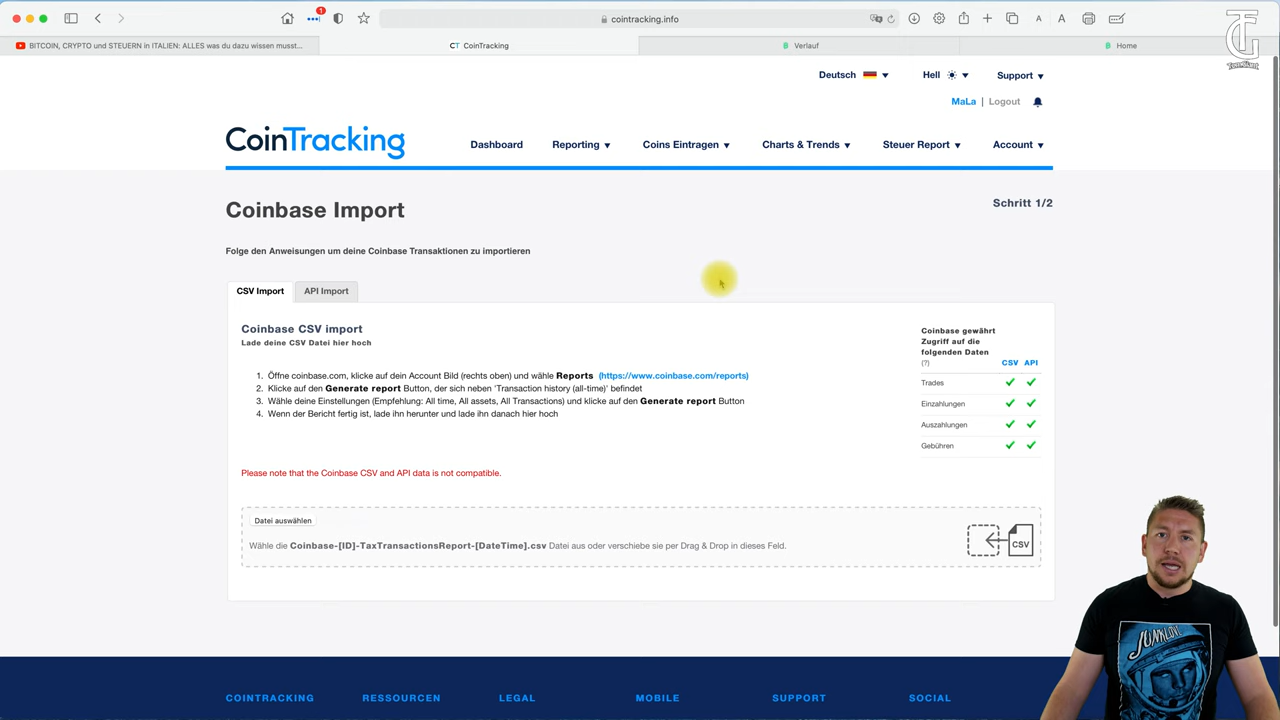 1
cointracking.info
A A
BITCOIN, CRYPTO und STEUERN in ITALIEN: ALLES was du dazu wissen musst...
CT CoinTracking
Verlauf
Home
Deutsch
Hell
Support
MaLa | Logout
CoinTracking
Dashboard
Reporting
Coins Eintragen
Charts & Trends
Steuer Report
Account
Coinbase Import
Schritt 1/2
Folge den Anweisungen um deine Coinbase Transaktionen zu importieren
CSV Import
API Import
Coinbase CSV import
Lade deine CSV Datei hier hoch
1. Öffne coinbase.com, klicke auf dein Account Bild (rechts oben) und wähle Reports (https://www.coinbase.com/reports)
2. Klicke auf den Generate report Button, der sich neben 'Transaction history (all-time)' befindet
3. Wähle deine Einstellungen (Empfehlung: All time, All assets, All Transactions) und klicke auf den Generate report Button
4. Wenn der Bericht fertig ist, lade ihn herunter und lade ihn danach hier hoch
Coinbase gewährt
Zugriff auf die
folgenden Daten
(?) CSV API
Trades
Einzahlungen
Auszahlungen
Gebühren
Please note that the Coinbase CSV and API data is not compatible.
Datei auswählen
Wähle die Coinbase-[ID]-TaxTransactionsReport-[DateTime].csv Datei aus oder verschiebe sie per Drag & Drop in dieses Feld.
CSV
JUNKLOVE
COINTRACKING
RESSOURCEN
LEGAL
MOBILE
SUPPORT
SOCIAL